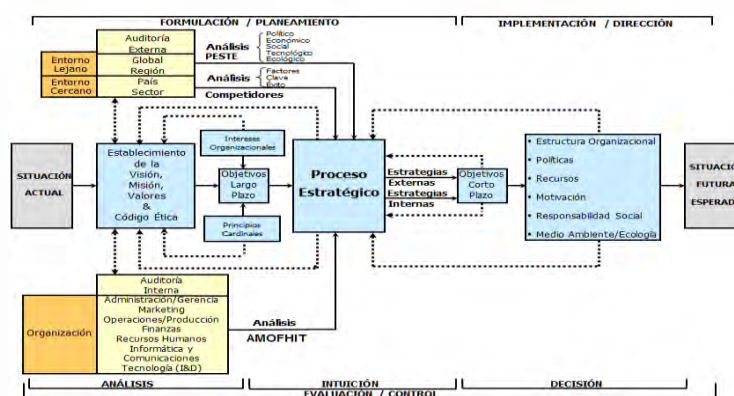 FORMULACIÓN / PLANEAMIENTO
IMPLEMENTACIÓN / DIRECCIÓN
Auditoría
Externa
Global
Región
País
Sector
Entorno
Lejano
Entorno
Cercano
Análisis
PESTE
Político
Económico
Social
Tecnológico
Ecológico
Análisis
Competidores
Factores
Clave
Éxito
SITUACIÓN
ACTUAL
Establecimiento
de la
Visión,
Misión,
Valores
&
Código Ética
Intereses
Organizacionales
Objetivos
Largo
Plazo
Principios
Cardinales
Proceso
Estratégico
Estrategias
Externas
Estrategias
Internas
Objetivos
Corto
Plazo
• Estructura Organizacional
• Políticas
• Recursos
• Motivación
• Responsabilidad Social
• Medio Ambiente/Ecología
SITUACIÓ
FUTURA
ESPERAD
Organización
Auditoría
Interna
Administración/Gerencia
Marketing
Operaciones/Producción
Finanzas
Recursos Humanos
Informática y
Comunicaciones
Tecnología (I&D)
Análisis
AMOFHIT
ANÁLISIS
INTUICIÓN
DECISIÓN
EVALUACIÓN / CONTROL